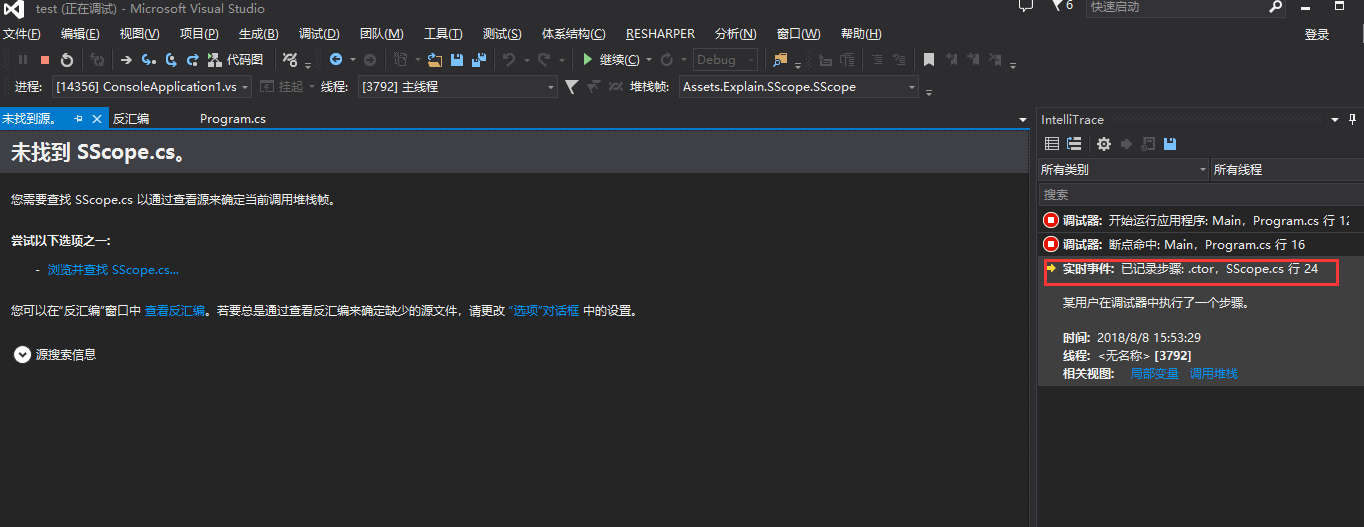 test (正在调试) - Microsoft Visual Studio
6
快速启动
文件(F) 编辑(E) 视图(V) 项目(P) 生成(B) 调试(D) 团队(M) 工具(T) 测试(S) 体系结构(C) RESHARPER 分析(N) 窗口(W) 帮助(H) 登录
代码图 继续(C) Debug
进程: [14356] ConsoleApplication1.vs 挂起 线程: [3792] 主线程 堆栈帧: Assets.Explain.SScope.SScope
未找到源。 反汇编 Program.cs
未找到 SScope.cs。
您需要查找 SScope.cs 以通过查看源来确定当前调用堆栈帧。
尝试以下选项之一:
- 浏览并查找 SScope.cs...
您可以在"反汇编"窗口中 查看反汇编。若要总是通过查看反汇编来确定缺少的源文件，请更改 "选项"对话框 中的设置。
源搜索信息
IntelliTrace
所有类别 所有线程
搜索
调试器: 开始运行应用程序: Main，Program.cs 行 12
调试器: 断点命中: Main，Program.cs 行 16
实时事件: 已记录步骤: .ctor，SScope.cs 行 24
某用户在调试器中执行了一个步骤。
时间: 2018/8/8 15:53:29
线程: <无名称> [3792]
相关视图: 局部变量 调用堆栈